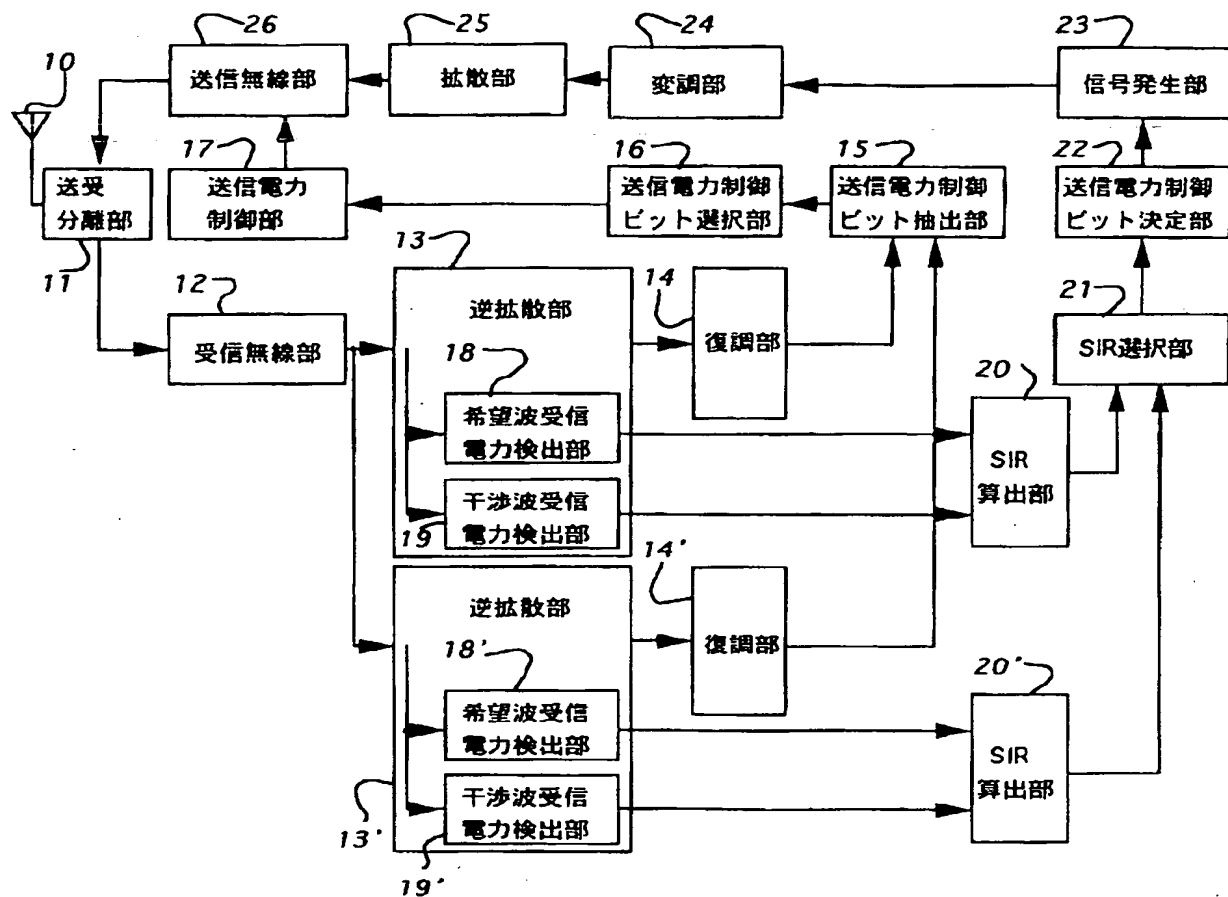 26
25
24
23
10
送信無線部
拡散部
変調部
信号発生部
17
16
15
22
送受
分離部
送信電力
制御部
送信電力制御
ビット選択部
送信電力制御
ビット抽出部
送信電力制御
ビット決定部
11
12
13
14
21
受信無線部
逆拡散部
復調部
SIR選択部
18
20
希望波受信
電力検出部
SIR
算出部
干渉波受信
電力検出部
19
14'
逆拡散部
復調部
18'
20'
希望波受信
電力検出部
SIR
算出部
干渉波受信
電力検出部
13'
19'